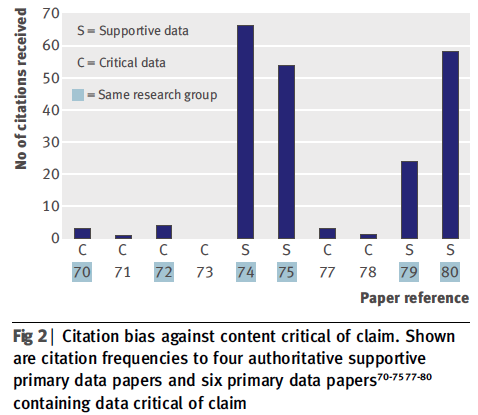 No of citations received
70
60
50
40
30
20
10
0
S = Supportive data
C = Critical data
= Same research group
C C C C S S C C S S
70 71 72 73 74 75 77 78 79 80
Paper reference
Fig 2| Citation bias against content critical of claim. Shown
are citation frequencies to four authoritative supportive
primary data papers and six primary data papers70-75 77-80
containing data critical of claim